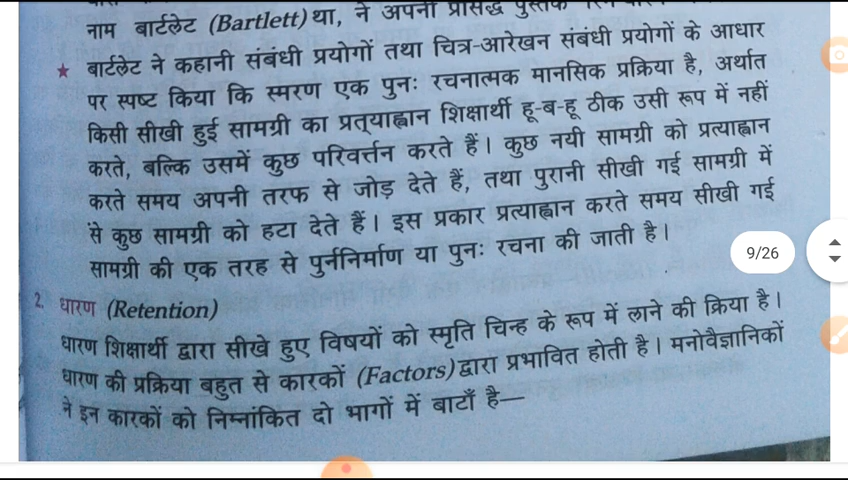 नाम बार्टलेट (Bartlett) था, ने अपनी प्रसिद्ध पुस्तक
★ बार्टलेट ने कहानी संबंधी प्रयोगों तथा चित्र-आरेखन संबंधी प्रयोगों के आधार
पर स्पष्ट किया कि स्मरण एक पुनः रचनात्मक मानसिक प्रक्रिया है, अर्थात
किसी सीखी हुई सामग्री का प्रत्याह्वान शिक्षार्थी हू-ब-हू ठीक उसी रूप में नहीं
करते, बल्कि उसमें कुछ परिवर्त्तन करते हैं। कुछ नयी सामग्री को प्रत्याह्वान
करते समय अपनी तरफ से जोड़ देते हैं, तथा पुरानी सीखी गई सामग्री में
से कुछ सामग्री को हटा देते हैं। इस प्रकार प्रत्याह्वान करते समय सीखी गई
सामग्री की एक तरह से पुर्ननिर्माण या पुनः रचना की जाती है।
9/26
2. धारण (Retention)
धारण शिक्षार्थी द्वारा सीखे हुए विषयों को स्मृति चिन्ह के रूप में लाने की क्रिया है।
धारण की प्रक्रिया बहुत से कारकों (Factors) द्वारा प्रभावित होती है। मनोवैज्ञानिकों
ने इन कारकों को निम्नांकित दो भागों में बाटाँ है—